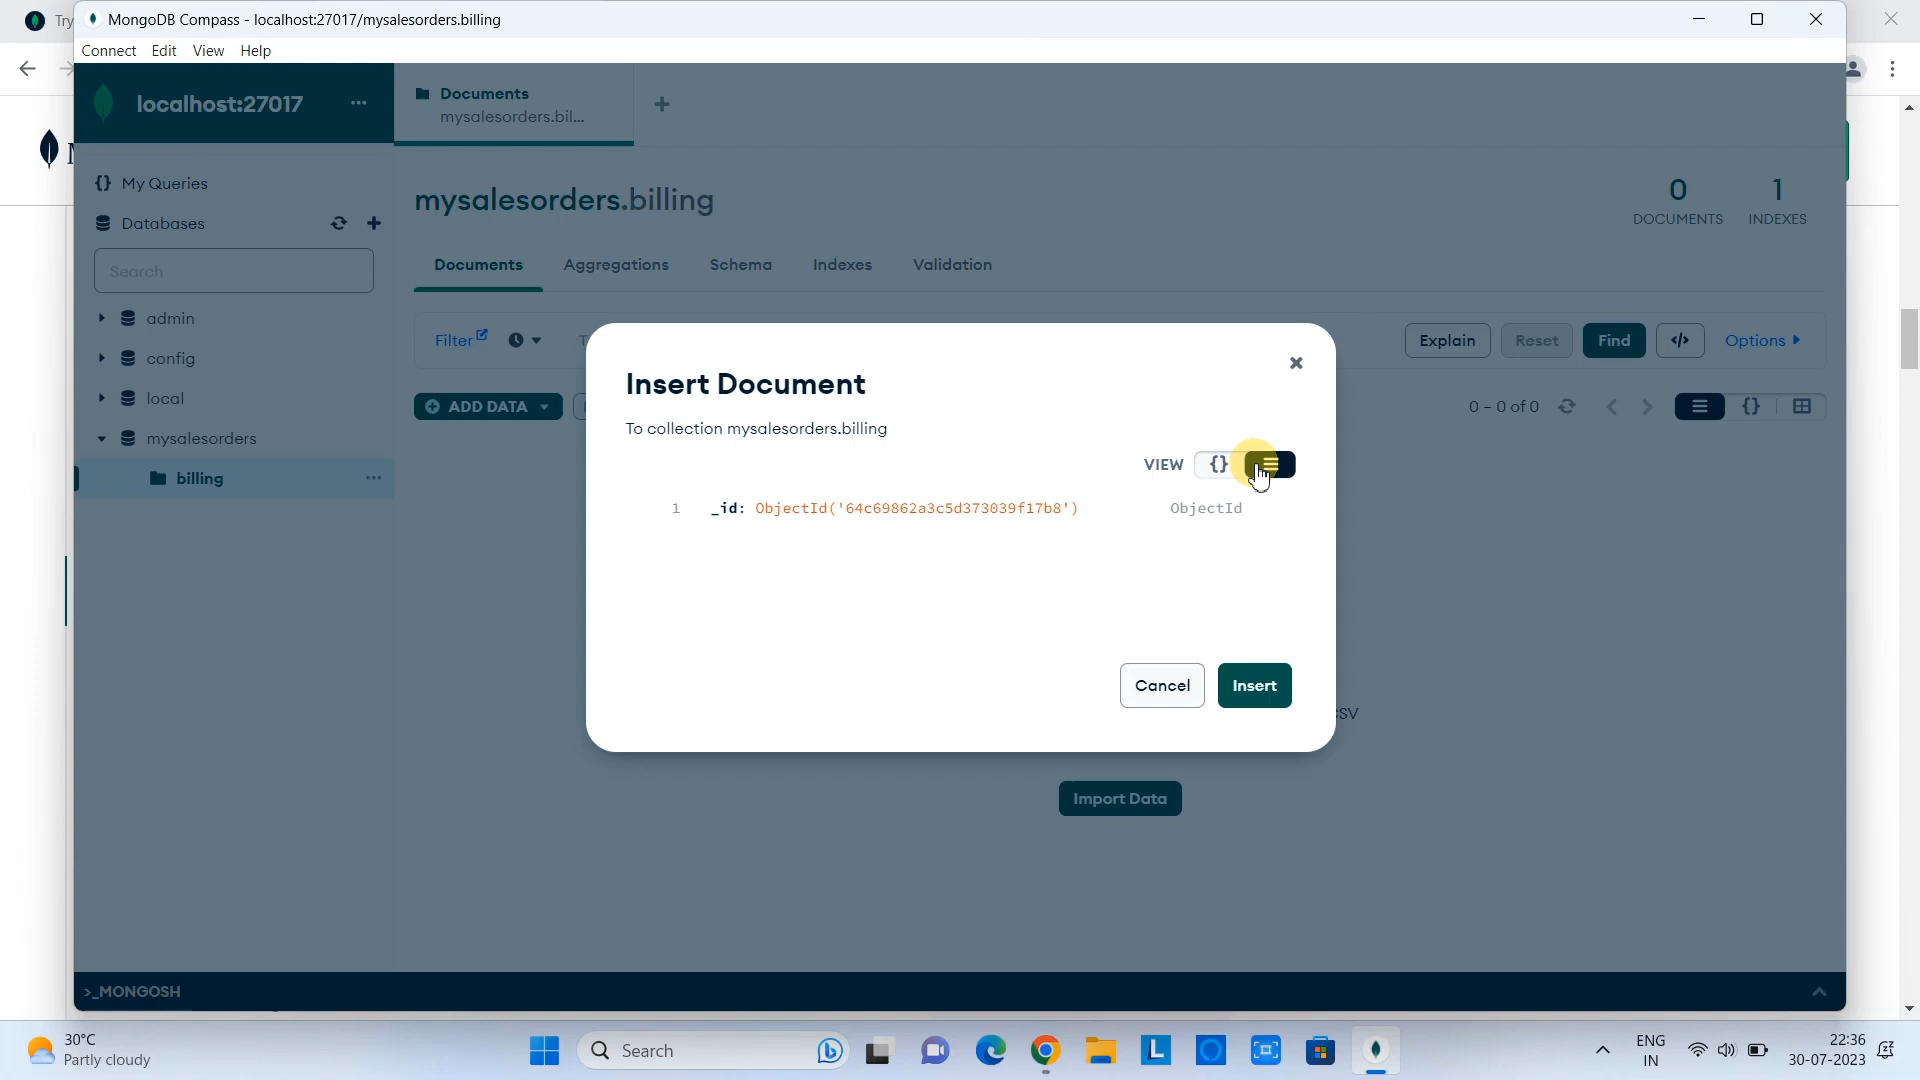 Try
MongoDB Compass - localhost:27017/mysalesorders.billing
Connect Edit View Help
localhost:27017 ...
Documents
mysalesorders.bil...
My Queries
Databases
Search
admin
config
local
mysalesorders
billing ...
mysalesorders.billing
0
DOCUMENTS
1
INDEXES
Documents Aggregations Schema Indexes Validation
Filter
Explain Reset Find </> Options
ADD DATA
0 – 0 of 0
{}
Insert Document
To collection mysalesorders.billing
VIEW {}
1 _id: ObjectId('64c69862a3c5d373039f17b8') ObjectId
Cancel Insert
CSV
Import Data
>_MONGOSH
30°C
Partly cloudy
Search
ENG
IN
22:36
30-07-2023